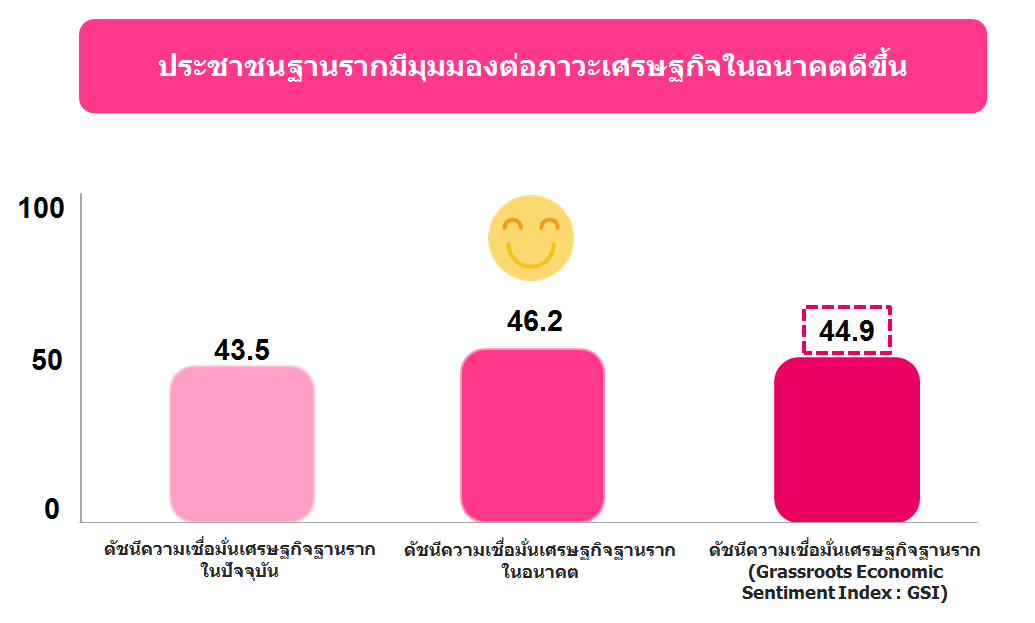 ประชาชนฐานรากมีมุมมองต่อภาวะเศรษฐกิจในอนาคตดีขึ้น
100
50
0
43.5
46.2
44.9
ดัชนีความเชื่อมั่นเศรษฐกิจฐานราก
ในปัจจุบัน
ดัชนีความเชื่อมั่นเศรษฐกิจฐานราก
ในอนาคต
ดัชนีความเชื่อมั่นเศรษฐกิจฐานราก
(Grassroots Economic
Sentiment Index : GSI)